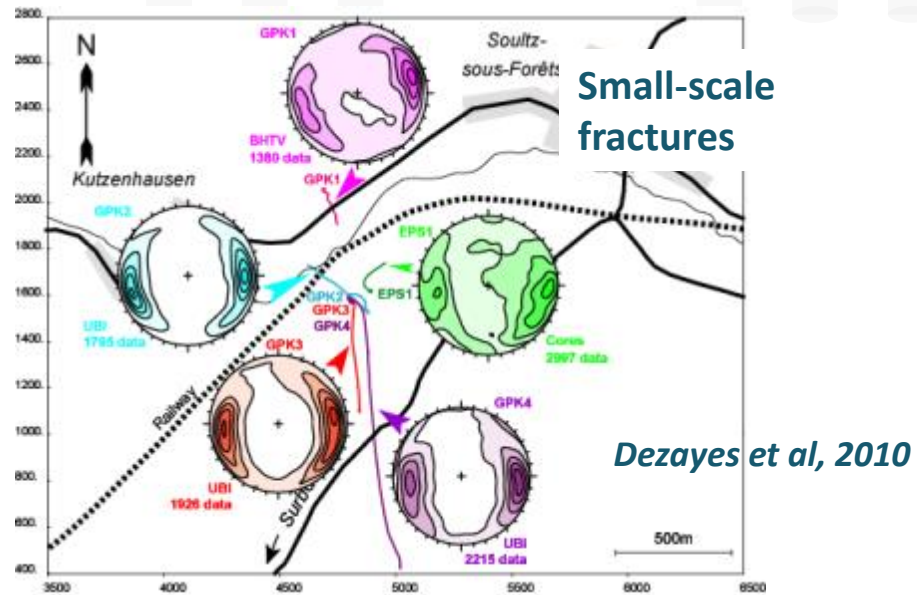 2800.
2600.
2400.
2200.
2000.
1800.
1600.
1400.
1200.
1000.
800.
600.
400.
3500
4000
4500
5000
5500
6000
6500
N
GPK1
Soultz-
sous-Forêts
Small-scale
fractures
BHTV
1380 data
GPK1
Kutzenhausen
GPK2
EPS1
GPK2
EPS1
GPK3
GPK4
UBI
1795 data
Cores
2997 data
GPK3
Railway
GPK4
UBI
1926 data
Dezayes et al, 2010
UBI
2215 data
500m